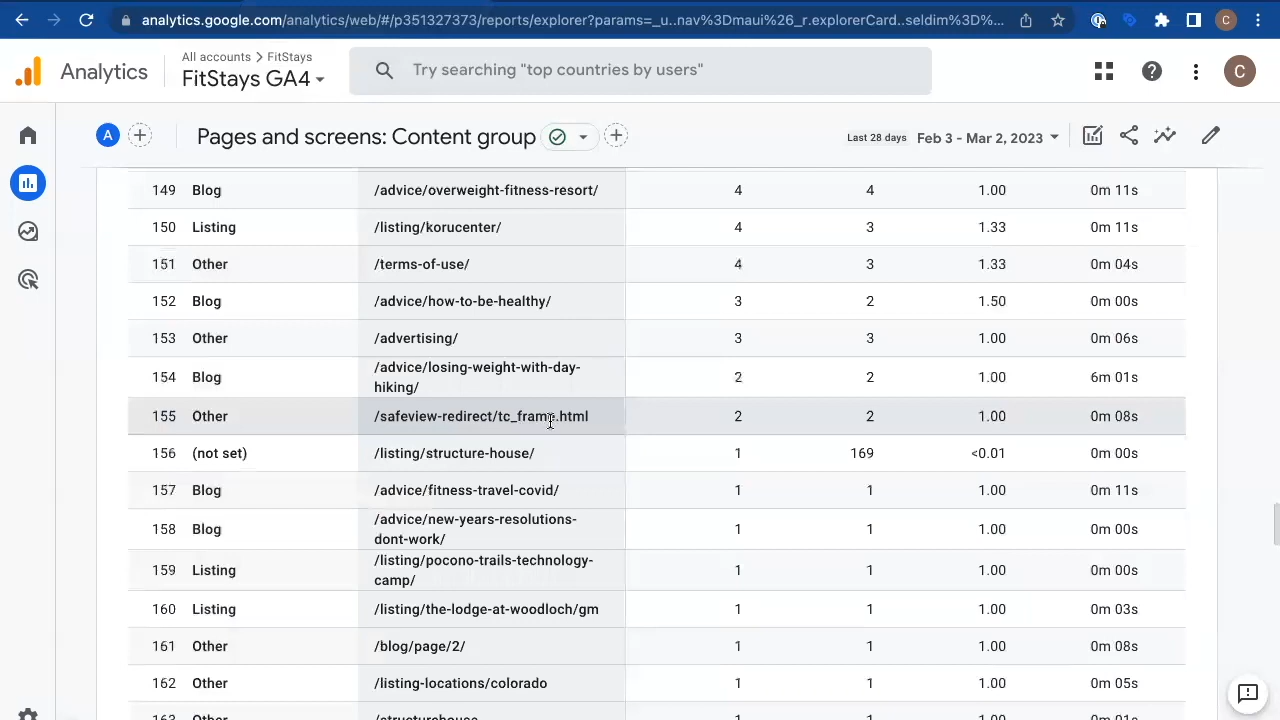 analytics.google.com/analytics/web/#/p351327373/reports/explorer?params=_u..nav%3Dmaui%26_r.explorerCard..seldim%3D%...
C
Analytics
All accounts > FitStays
FitStays GA4
Try searching "top countries by users"
C
A
Pages and screens: Content group
Last 28 days Feb 3 - Mar 2, 2023
149 Blog /advice/overweight-fitness-resort/ 4 4 1.00 0m 11s
150 Listing /listing/korucenter/ 4 3 1.33 0m 11s
151 Other /terms-of-use/ 4 3 1.33 0m 04s
152 Blog /advice/how-to-be-healthy/ 3 2 1.50 0m 00s
153 Other /advertising/ 3 3 1.00 0m 06s
154 Blog /advice/losing-weight-with-day-
hiking/ 2 2 1.00 6m 01s
155 Other /safeview-redirect/tc_frame.html 2 2 1.00 0m 08s
156 (not set) /listing/structure-house/ 1 169 <0.01 0m 00s
157 Blog /advice/fitness-travel-covid/ 1 1 1.00 0m 11s
158 Blog /advice/new-years-resolutions-
dont-work/ 1 1 1.00 0m 00s
159 Listing /listing/pocono-trails-technology-
camp/ 1 1 1.00 0m 00s
160 Listing /listing/the-lodge-at-woodloch/gm 1 1 1.00 0m 03s
161 Other /blog/page/2/ 1 1 1.00 0m 08s
162 Other /listing-locations/colorado 1 1 1.00 0m 05s
163 Other /structurehouse 1 1 1.00 0m 01s